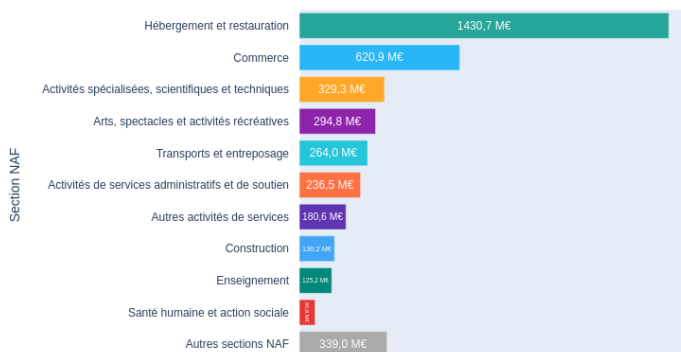 Section NAF
Hébergement et restauration 1430,7 M€
Commerce 620,9 M€
Activités spécialisées, scientifiques et techniques 329,3 M€
Arts, spectacles et activités récréatives 294,8 M€
Transports et entreposage 264,0 M€
Activités de services administratifs et de soutien 236,5 M€
Autres activités de services 180,6 M€
Construction 136,2 M€
Enseignement 125,2 M€
Santé humaine et action sociale
Autres sections NAF 339,0 M€